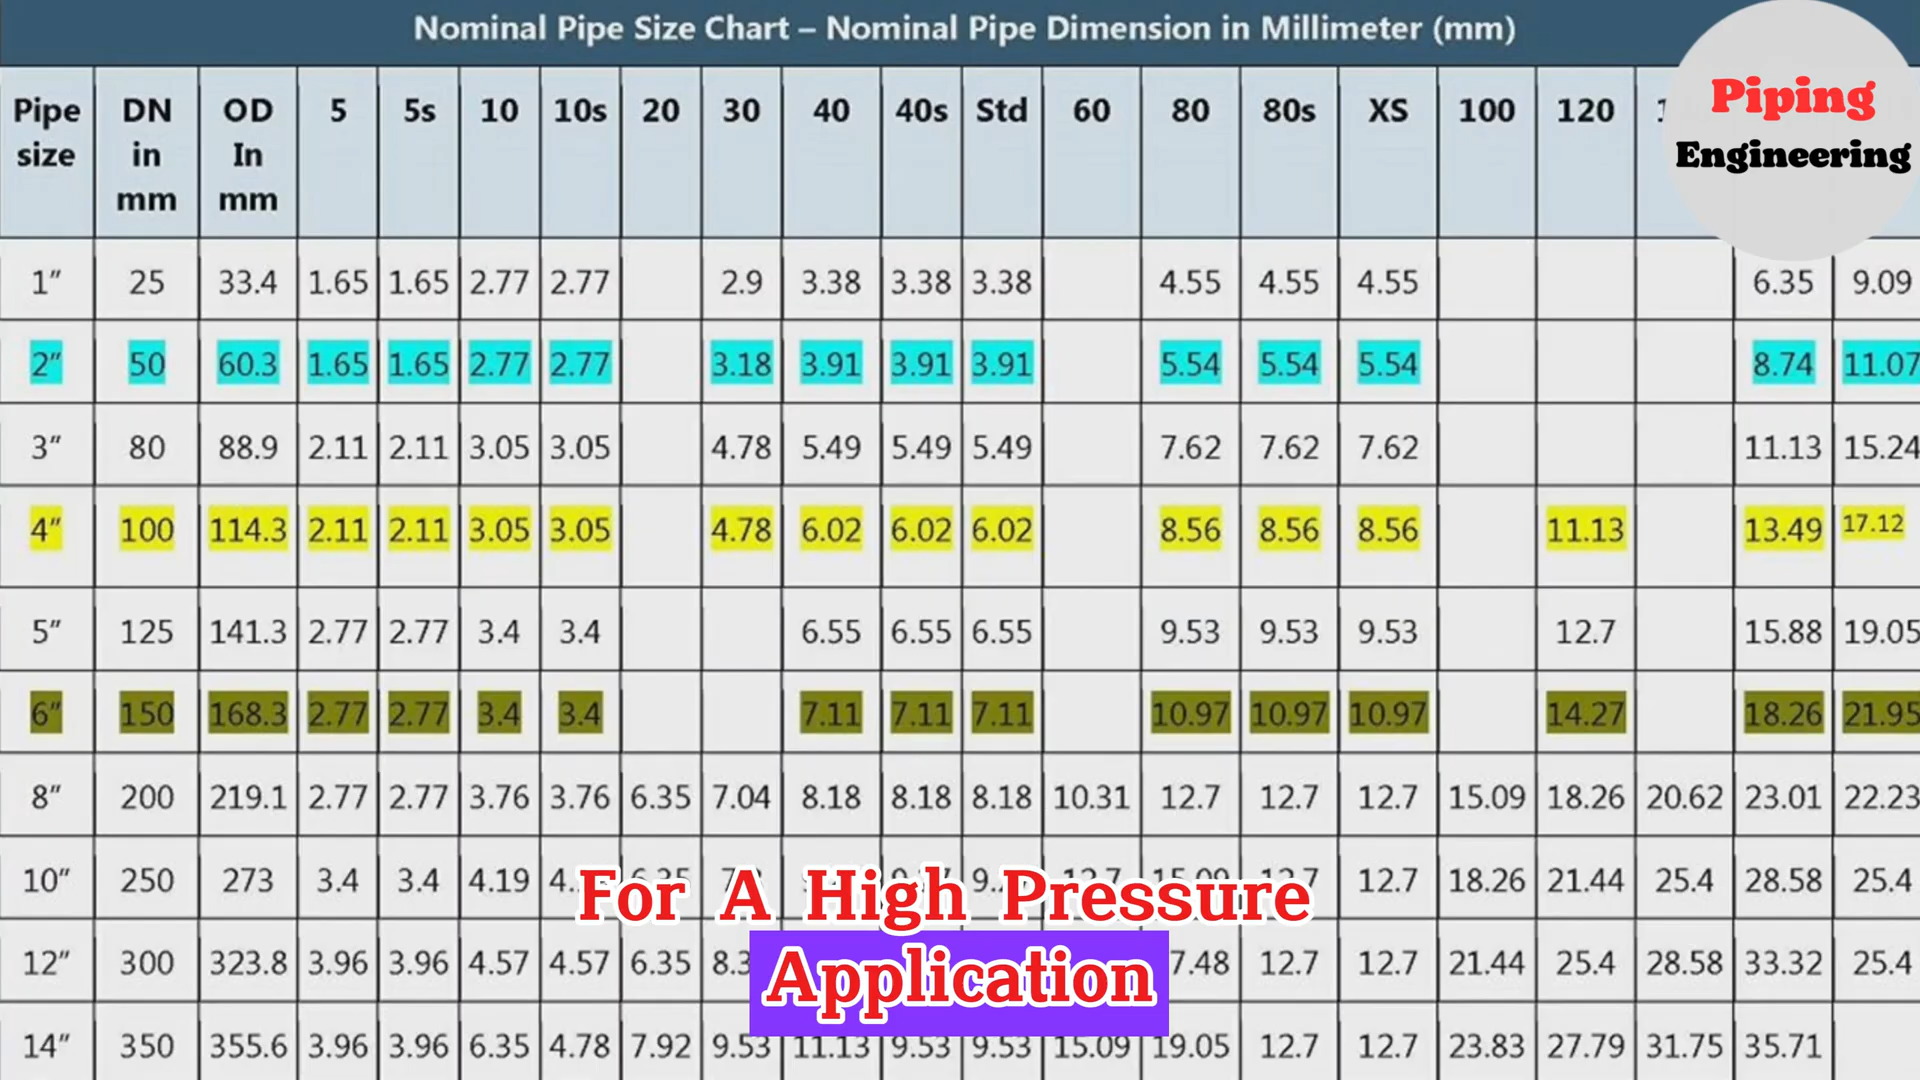 Nominal Pipe Size Chart – Nominal Pipe Dimension in Millimeter (mm)
Piping
Engineering
Pipe size DN in mm OD In mm 5 5s 10 10s 20 30 40 40s Std 60 80 80s XS 100 120
1″ 25 33.4 1.65 1.65 2.77 2.77 2.9 3.38 3.38 3.38 4.55 4.55 4.55 6.35 9.09
2″ 50 60.3 1.65 1.65 2.77 2.77 3.18 3.91 3.91 3.91 5.54 5.54 5.54 8.74 11.07
3″ 80 88.9 2.11 2.11 3.05 3.05 4.78 5.49 5.49 5.49 7.62 7.62 7.62 11.13 15.24
4″ 100 114.3 2.11 2.11 3.05 3.05 4.78 6.02 6.02 6.02 8.56 8.56 8.56 11.13 13.49 17.12
5″ 125 141.3 2.77 2.77 3.4 3.4 6.55 6.55 6.55 9.53 9.53 9.53 12.7 15.88 19.05
6″ 150 168.3 2.77 2.77 3.4 3.4 7.11 7.11 7.11 10.97 10.97 10.97 14.27 18.26 21.95
8″ 200 219.1 2.77 2.77 3.76 3.76 6.35 7.04 8.18 8.18 8.18 10.31 12.7 12.7 12.7 15.09 18.26 20.62 23.01 22.23
10″ 250 273 3.4 3.4 4.19 12.7 18.26 21.44 25.4 28.58 25.4
For A High Pressure
12″ 300 323.8 3.96 3.96 4.57 4.57 6.35 12.7 12.7 21.44 25.4 28.58 33.32 25.4
Application
14″ 350 355.6 3.96 3.96 6.35 4.78 7.92 9.53 11.13 9.53 9.53 15.09 19.05 12.7 12.7 23.83 27.79 31.75 35.71